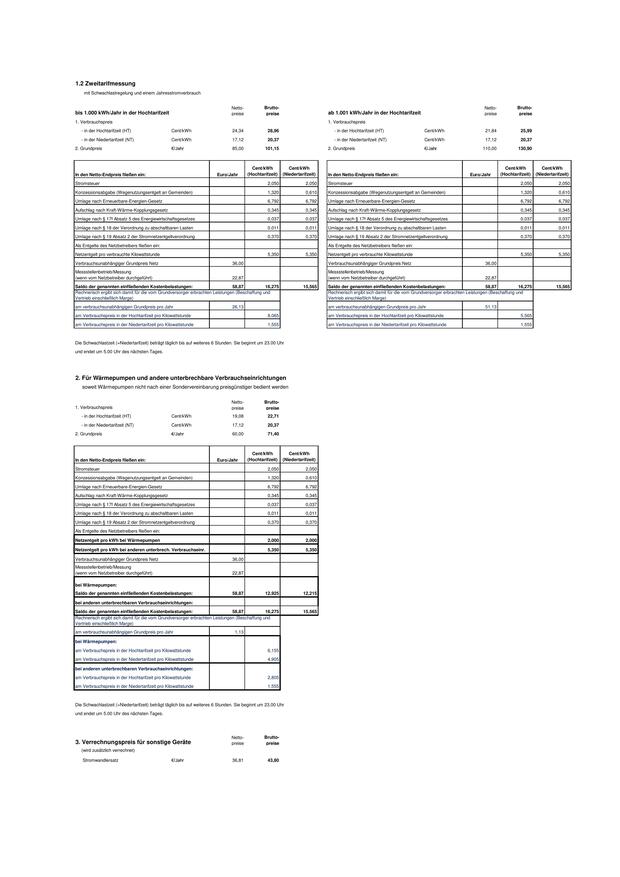 1.2 Zweitarifmessung
mit Schwachlastregelung und einem Jahresstromverbrauch
bis 1.000 kWh/Jahr in der Hochtarifzeit Netto-preise Brutto-preise
1. Verbrauchspreis
- in der Hochtarifzeit (HT) Cent/kWh 24,34 28,96
- in der Niedertarifzeit (NT) Cent/kWh 17,12 20,37
2. Grundpreis €/Jahr 85,00 101,15
In den Netto-Endpreis fließen ein: Euro/Jahr Cent/kWh (Hochtarifzeit) Cent/kWh (Niedertarifzeit)
Stromsteuer 2,050 2,050
Konzessionsabgabe (Wegenutzungsentgelt an Gemeinden) 1,320 0,610
Umlage nach Erneuerbare-Energien-Gesetz 6,792 6,792
Aufschlag nach Kraft-Wärme-Kopplungsgesetz 0,345 0,345
Umlage nach § 17f Absatz 5 des Energiewirtschaftsgesetzes 0,037 0,037
Umlage nach § 18 der Verordnung zu abschaltbaren Lasten 0,011 0,011
Umlage nach § 19 Absatz 2 der Stromnetzentgeltverordnung 0,370 0,370
Als Entgelte des Netzbetreibers fließen ein:
Netzentgelt pro verbrauchte Kilowattstunde 5,350 5,350
Verbrauchsunabhängiger Grundpreis Netz 36,00
Messstellenbetrieb/Messung
(wenn vom Netzbetreiber durchgeführt) 22,87
Saldo der genannten einfließenden Kostenbelastungen: 58,87 16,275 15,565
Rechnerisch ergibt sich damit für die vom Grundversorger erbrachten Leistungen (Beschaffung und
Vertrieb einschließlich Marge)
am verbrauchsunabhängigen Grundpreis pro Jahr 26,13
am Verbrauchspreis in der Hochtarifzeit pro Kilowattstunde 8,065
am Verbrauchspreis in der Niedertarifzeit pro Kilowattstunde 1,555
Die Schwachlastzeit (=Niedertarifzeit) beträgt täglich bis auf weiteres 6 Stunden. Sie beginnt um 23.00 Uhr
und endet um 5.00 Uhr des nächsten Tages.
ab 1.001 kWh/Jahr in der Hochtarifzeit Netto-preise Brutto-preise
1. Verbrauchspreis
- in der Hochtarifzeit (HT) Cent/kWh 21,84 25,99
- in der Niedertarifzeit (NT) Cent/kWh 17,12 20,37
2. Grundpreis €/Jahr 110,00 130,90
In den Netto-Endpreis fließen ein: Euro/Jahr Cent/kWh (Hochtarifzeit) Cent/kWh (Niedertarifzeit)
Stromsteuer 2,050 2,050
Konzessionsabgabe (Wegenutzungsentgelt an Gemeinden) 1,320 0,610
Umlage nach Erneuerbare-Energien-Gesetz 6,792 6,792
Aufschlag nach Kraft-Wärme-Kopplungsgesetz 0,345 0,345
Umlage nach § 17f Absatz 5 des Energiewirtschaftsgesetzes 0,037 0,037
Umlage nach § 18 der Verordnung zu abschaltbaren Lasten 0,011 0,011
Umlage nach § 19 Absatz 2 der Stromnetzentgeltverordnung 0,370 0,370
Als Entgelte des Netzbetreibers fließen ein:
Netzentgelt pro verbrauchte Kilowattstunde 5,350 5,350
Verbrauchsunabhängiger Grundpreis Netz 36,00
Messstellenbetrieb/Messung
(wenn vom Netzbetreiber durchgeführt) 22,87
Saldo der genannten einfließenden Kostenbelastungen: 58,87 16,275 15,565
Rechnerisch ergibt sich damit für die vom Grundversorger erbrachten Leistungen (Beschaffung und
Vertrieb einschließlich Marge)
am verbrauchsunabhängigen Grundpreis pro Jahr 51,13
am Verbrauchspreis in der Hochtarifzeit pro Kilowattstunde 5,565
am Verbrauchspreis in der Niedertarifzeit pro Kilowattstunde 1,555
2. Für Wärmepumpen und andere unterbrechbare Verbrauchseinrichtungen
soweit Wärmepumpen nicht nach einer Sondervereinbarung preisgünstiger bedient werden
1. Verbrauchspreis Netto-preise Brutto-preise
- in der Hochtarifzeit (HT) Cent/kWh 19,08 22,71
- in der Niedertarifzeit (NT) Cent/kWh 17,12 20,37
2. Grundpreis €/Jahr 60,00 71,40
In den Netto-Endpreis fließen ein: Euro/Jahr Cent/kWh (Hochtarifzeit) Cent/kWh (Niedertarifzeit)
Stromsteuer 2,050 2,050
Konzessionsabgabe (Wegenutzungsentgelt an Gemeinden) 1,320 0,610
Umlage nach Erneuerbare-Energien-Gesetz 6,792 6,792
Aufschlag nach Kraft-Wärme-Kopplungsgesetz 0,345 0,345
Umlage nach § 17f Absatz 5 des Energiewirtschaftsgesetzes 0,037 0,037
Umlage nach § 18 der Verordnung zu abschaltbaren Lasten 0,011 0,011
Umlage nach § 19 Absatz 2 der Stromnetzentgeltverordnung 0,370 0,370
Als Entgelte des Netzbetreibers fließen ein:
Netzentgelt pro kWh bei Wärmepumpen 2,000 2,000
Netzentgelt pro kWh bei anderen unterbrech. Verbrauchseinr. 5,350 5,350
Verbrauchsunabhängiger Grundpreis Netz 36,00
Messstellenbetrieb/Messung
(wenn vom Netzbetreiber durchgeführt) 22,87
bei Wärmepumpen:
Saldo der genannten einfließenden Kostenbelastungen: 58,87 12,925 12,215
bei anderen unterbrechbaren Verbrauchseinrichtungen:
Saldo der genannten einfließenden Kostenbelastungen: 58,87 16,275 15,565
Rechnerisch ergibt sich damit für die vom Grundversorger erbrachten Leistungen (Beschaffung und
Vertrieb einschließlich Marge)
am verbrauchsunabhängigen Grundpreis pro Jahr 1,13
bei Wärmepumpen:
am Verbrauchspreis in der Hochtarifzeit pro Kilowattstunde 6,155
am Verbrauchspreis in der Niedertarifzeit pro Kilowattstunde 4,905
bei anderen unterbrechbaren Verbrauchseinrichtungen:
am Verbrauchspreis in der Hochtarifzeit pro Kilowattstunde 2,805
am Verbrauchspreis in der Niedertarifzeit pro Kilowattstunde 1,555
Die Schwachlastzeit (=Niedertarifzeit) beträgt täglich bis auf weiteres 6 Stunden. Sie beginnt um 23.00 Uhr
und endet um 5.00 Uhr des nächsten Tages.
3. Verrechnungspreis für sonstige Geräte Netto-preise Brutto-preise
(wird zusätzlich verrechnet)
Stromwandlersatz €/Jahr 36,81 43,80